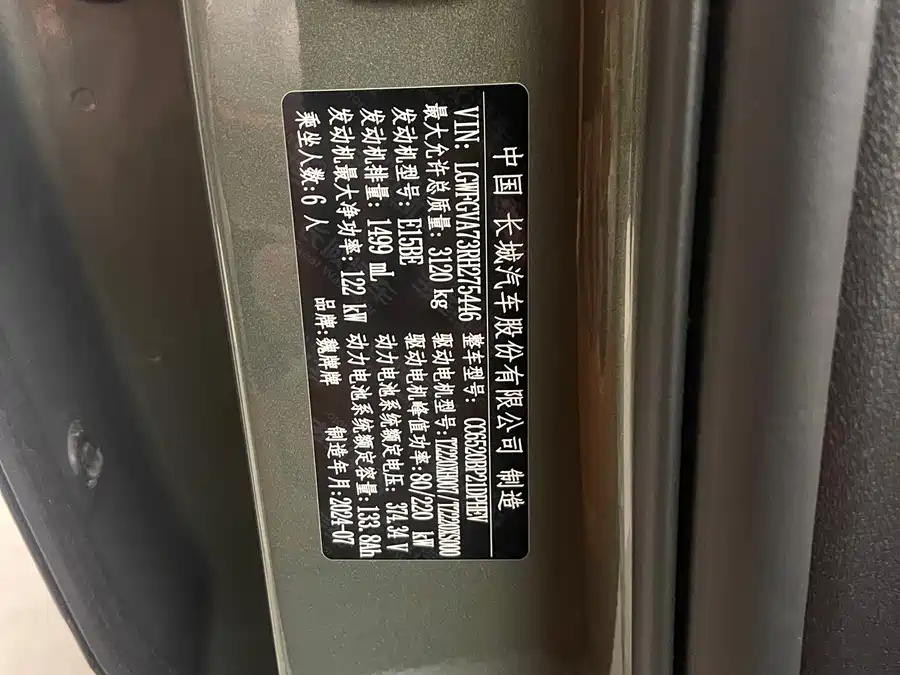 中国 长城汽车股份有限公司 制造
VIN: LGWFGVA73RH275446 整车型号: CC6520BP21DPHEV
最大允许总质量: 3120 kg 驱动电机型号:TZ220XH007/TZ220XS000
发动机型号: E15BE 驱动电机峰值功率:80/220 kW
发动机排量: 1499 mL 动力电池系统额定电压: 374.34 V
发动机最大净功率: 122 kW 动力电池系统额定容量:133.8Ah
乘坐人数:6 人 品牌:魏牌牌 制造年月:2024-07